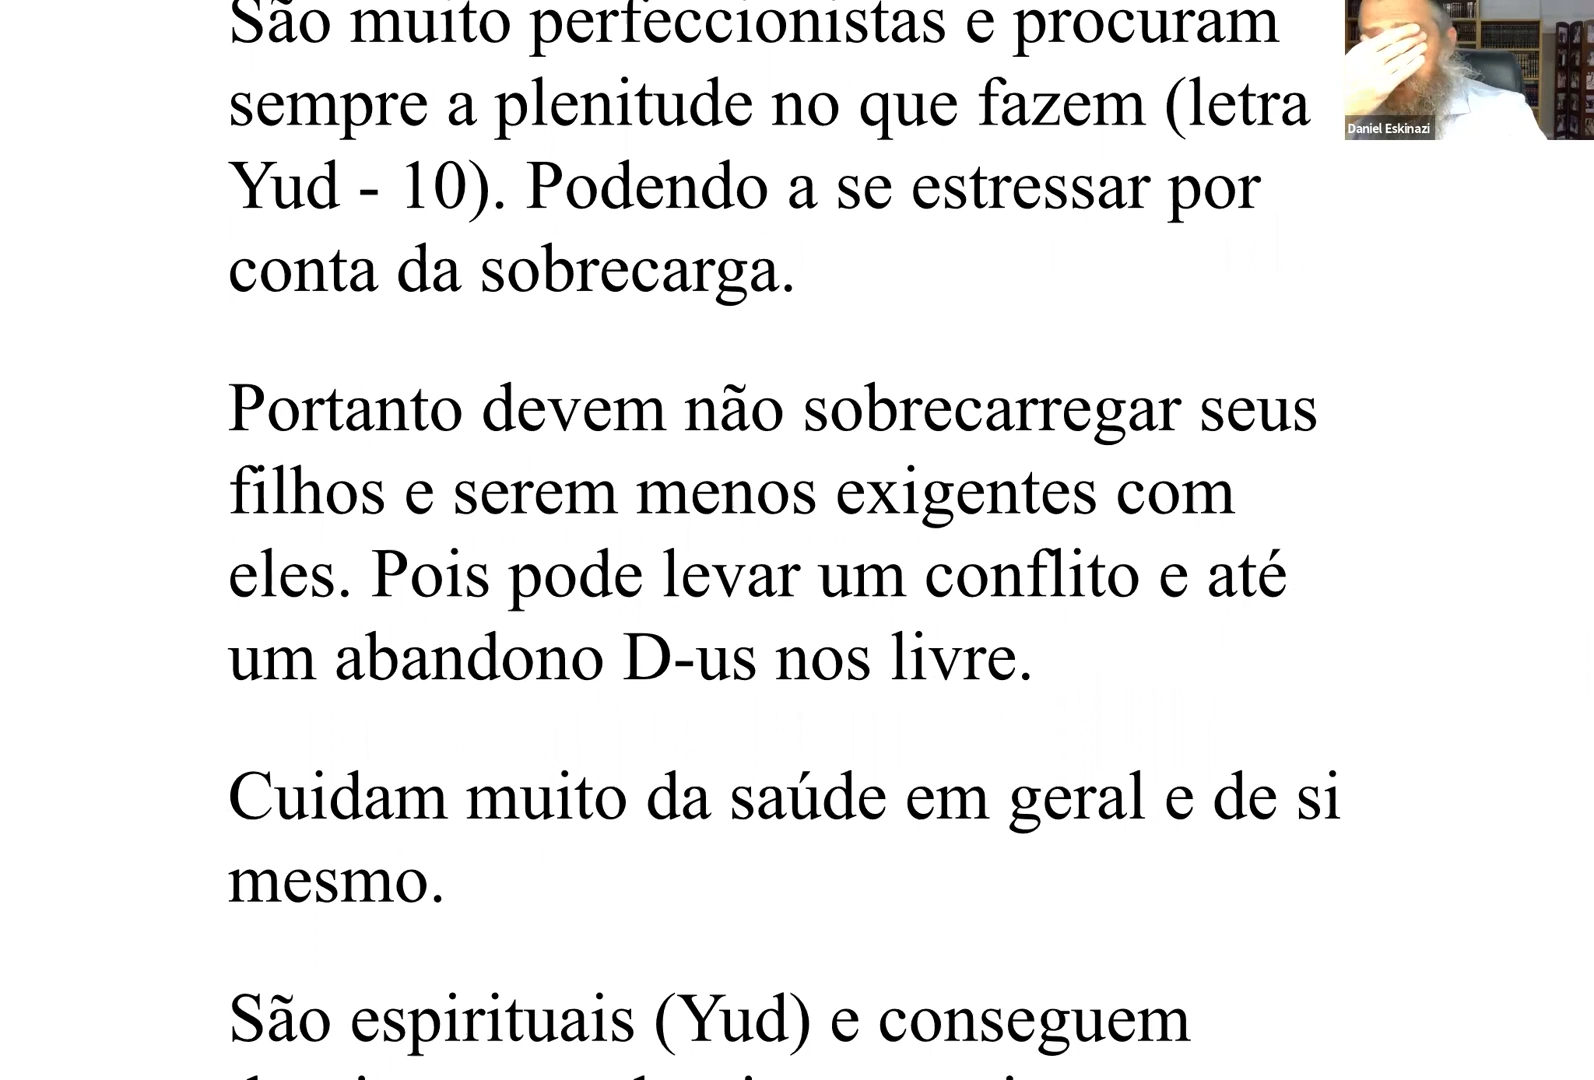 São muito perfeccionistas e procuram
sempre a plenitude no que fazem (letra
Yud - 10). Podendo a se estressar por
conta da sobrecarga.
Portanto devem não sobrecarregar seus
filhos e serem menos exigentes com
eles. Pois pode levar um conflito e até
um abandono D-us nos livre.
Cuidam muito da saúde em geral e de si
mesmo.
São espirituais (Yud) e conseguem
Daniel Eskinazi